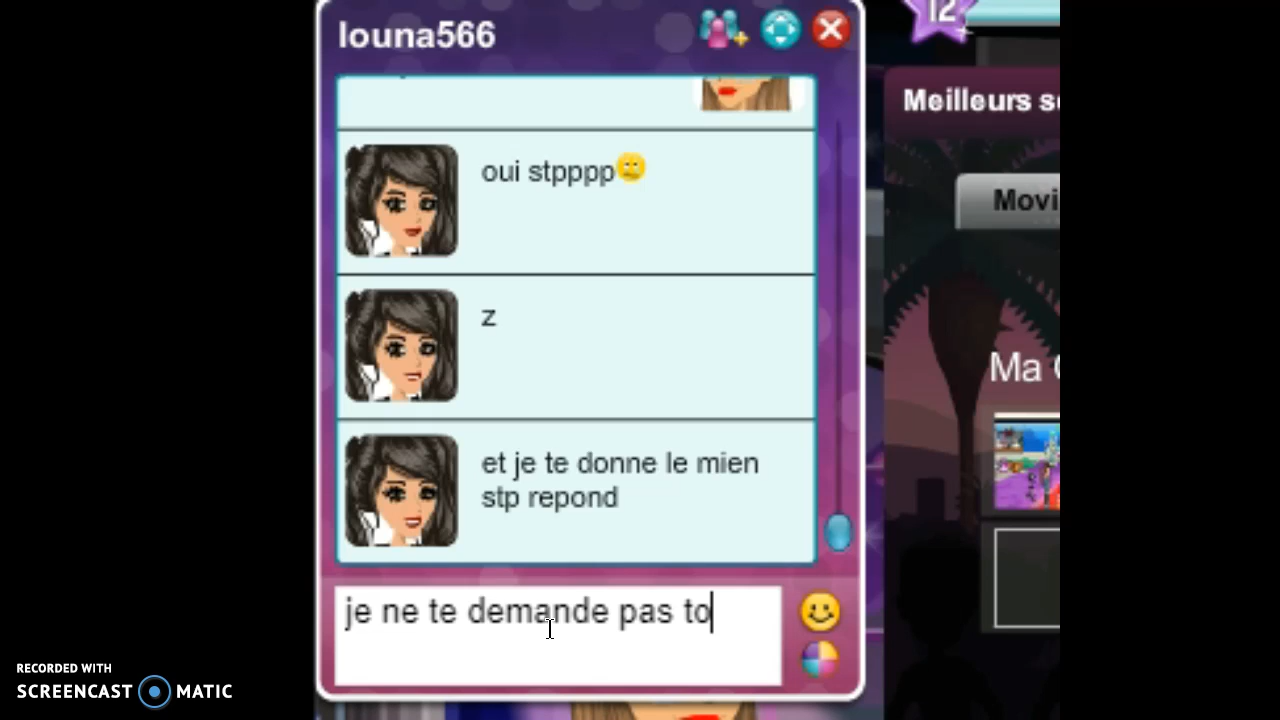 louna566
12
Meilleurs s
oui stpppp
Movi
z
Ma
et je te donne le mien
stp repond
je ne te demande pas to
RECORDED WITH
SCREENCAST MATIC